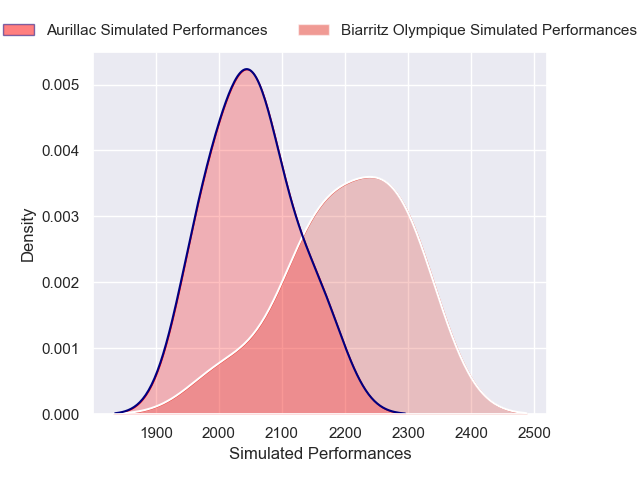 Aurillac Simulated Performances
Biarritz Olympique Simulated Performances
0.005
0.004
0.003
0.002
0.001
0.000
Density
1900 2000 2100 2200 2300 2400 2500
Simulated Performances